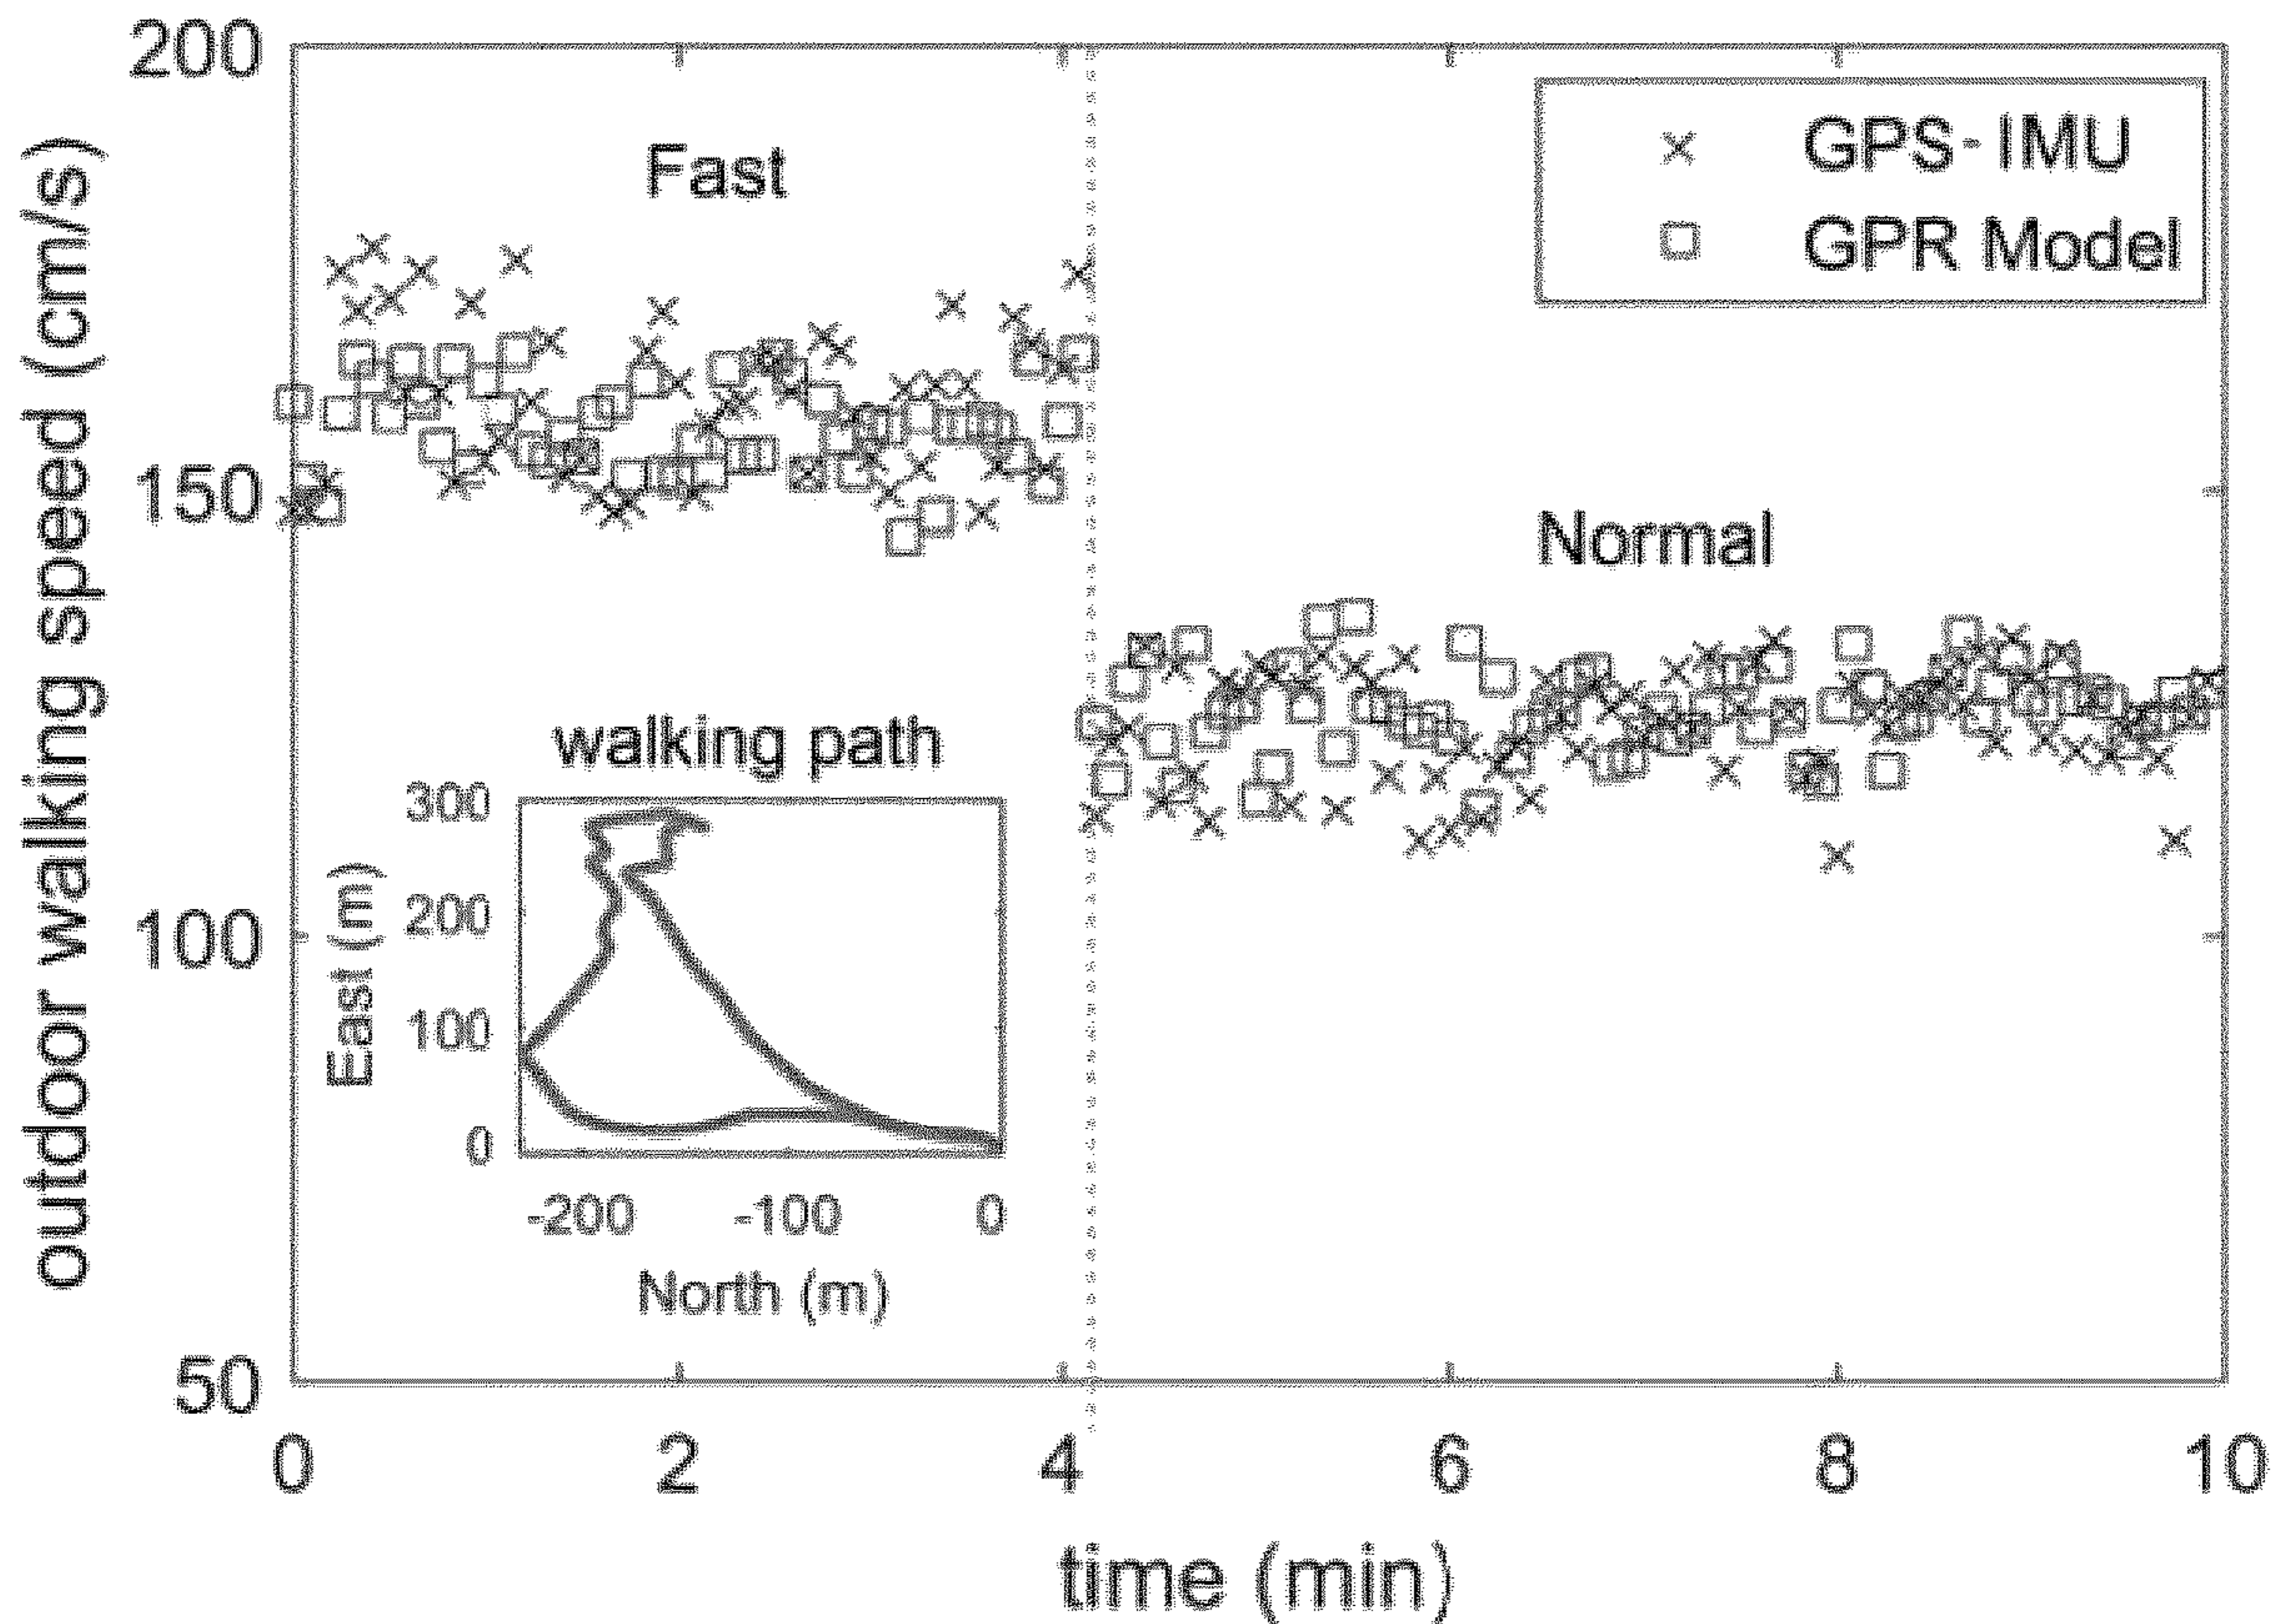 outdoor walking speed (cm/s)
200
150
100
50
Fast
× GPS-IMU
□ GPR Model
Normal
walking path
East (m)
300
200
100
0
-200 -100 0
North (m)
0 2 4 6 8 10
time (min)